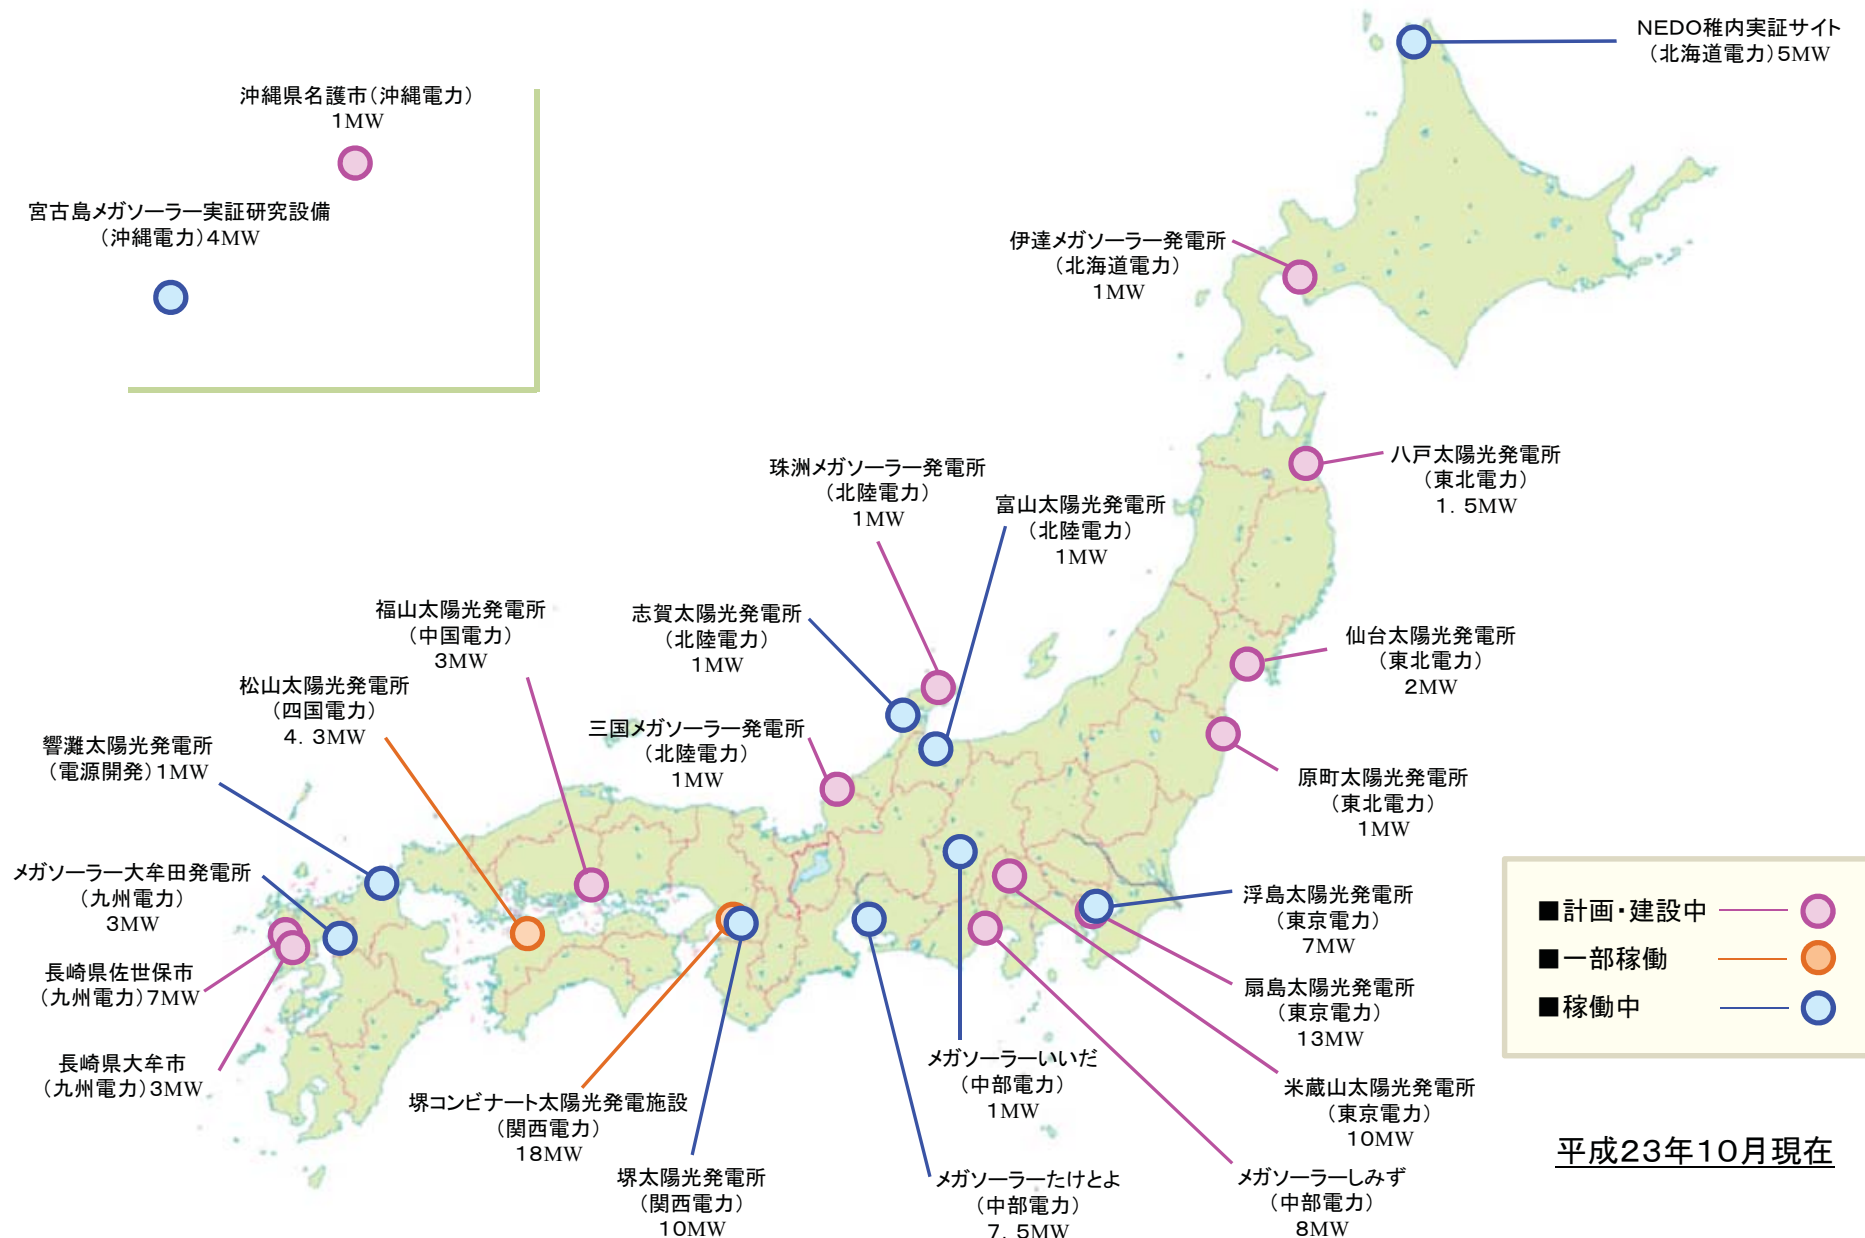 NEDO稚内実証サイト
（北海道電力）5MW
沖縄県名護市（沖縄電力）
1MW
宮古島メガソーラー実証研究設備
（沖縄電力）4MW
伊達メガソーラー発電所
（北海道電力）
1MW
八戸太陽光発電所
（東北電力）
1．5MW
珠洲メガソーラー発電所
（北陸電力）
1MW
富山太陽光発電所
（北陸電力）
1MW
福山太陽光発電所
（中国電力）
3MW
志賀太陽光発電所
（北陸電力）
1MW
仙台太陽光発電所
（東北電力）
2MW
松山太陽光発電所
（四国電力）
4．3MW
三国メガソーラー発電所
（北陸電力）
1MW
響灘太陽光発電所
（電源開発）1MW
原町太陽光発電所
（東北電力）
1MW
メガソーラー大牟田発電所
（九州電力）
3MW
浮島太陽光発電所
（東京電力）
7MW
長崎県佐世保市
（九州電力）7MW
扇島太陽光発電所
（東京電力）
13MW
長崎県大牟市
（九州電力）3MW
メガソーラーいいだ
（中部電力）
1MW
米蔵山太陽光発電所
（東京電力）
10MW
堺コンビナート太陽光発電施設
（関西電力）
18MW
堺太陽光発電所
（関西電力）
10MW
メガソーラーたけとよ
（中部電力）
7．5MW
メガソーラーしみず
（中部電力）
8MW
■計画・建設中
■一部稼働
■稼働中
平成23年10月現在